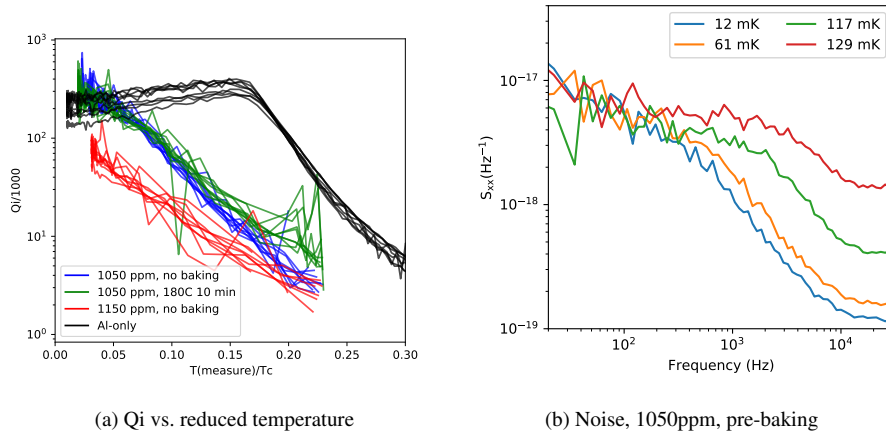 (a)
Qi/1000
10³
10²
10¹
10⁰
1050 ppm, no baking
1050 ppm, 180C 10 min
1150 ppm, no baking
Al-only
0.00 0.05 0.10 0.15 0.20 0.25 0.30
T(measure)/Tc
(a) Qi vs. reduced temperature
b)
Sxx(Hz⁻¹)
10⁻¹⁷
10⁻¹⁸
10⁻¹⁹
12 mK 117 mK
61 mK 129 mK
10² 10³ 10⁴
Frequency (Hz)
(b) Noise, 1050ppm, pre-baking